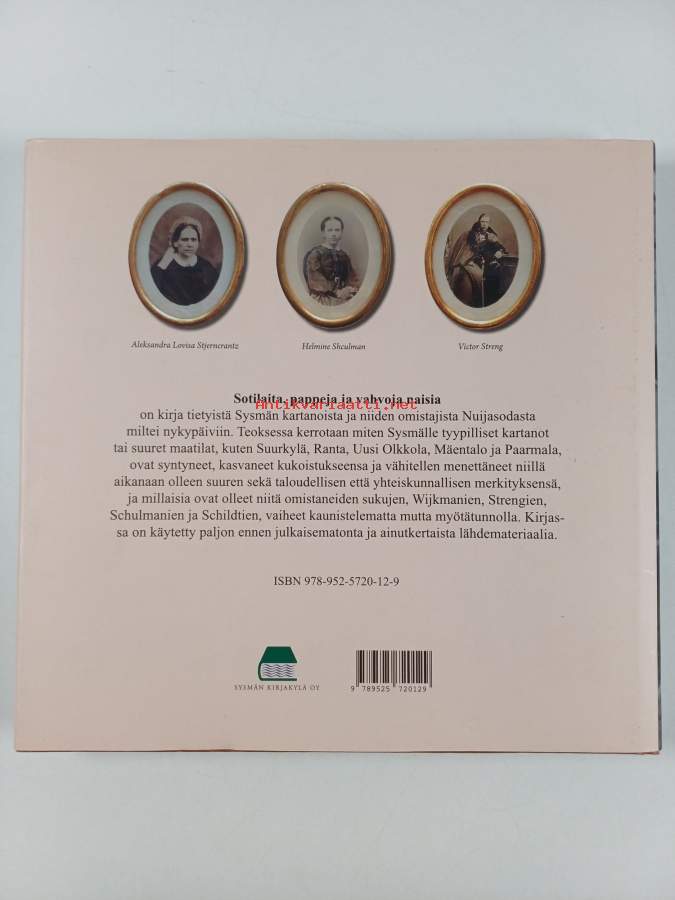 Aleksandra Lovisa Stjerncrantz
Helmine Shculman
Victor Streng
Sotilaita, pappeja ja vahvoja naisia
Antikvariaatti.net
on kirja tietyistä Sysmän kartanoista ja niiden omistajista Nuijasodasta
miltei nykypäiviin. Teoksessa kerrotaan miten Sysmälle tyypilliset kartanot
tai suuret maatilat, kuten Suurkylä, Ranta, Uusi Olkkola, Mäentalo ja Paarmala,
ovat syntyneet, kasvaneet kukoistukseensa ja vähitellen menettäneet niillä
aikanaan olleen suuren sekä taloudellisen että yhteiskunnallisen merkityksensä,
ja millaisia ovat olleet niitä omistaneiden sukujen, Wijkmanien, Strengien,
Schulmanien ja Schildtien, vaiheet kaunistelematta mutta myötätunnolla. Kirjas-
sa on käytetty paljon ennen julkaisematonta ja ainutkertaista lähdemateriaalia.
ISBN 978-952-5720-12-9
SYSMÄN KIRJAKYLÄ OY
9 789525 720129